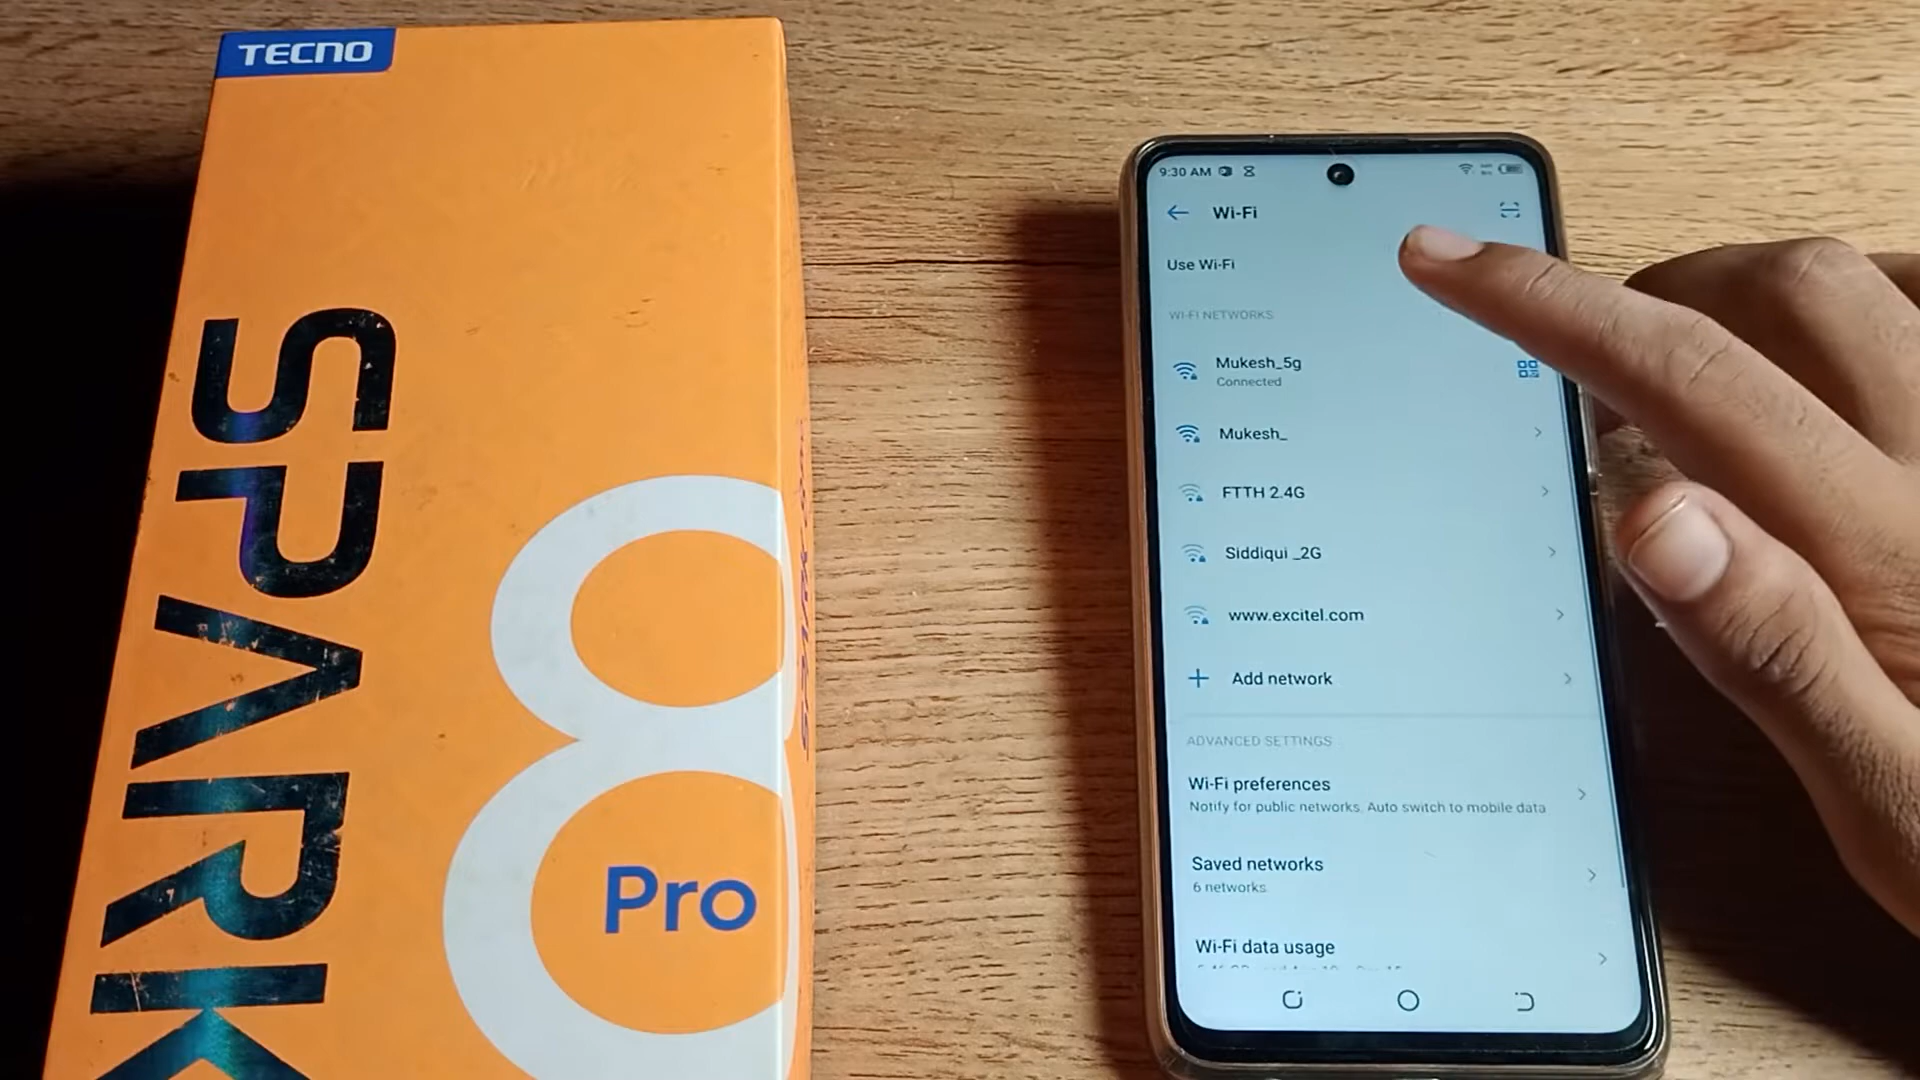 TECNO
SPARK
8
Pro
9:30 AM
Wi-Fi
Use Wi-Fi
WI-FI NETWORKS
Mukesh_5g
Connected
Mukesh_
FTTH 2.4G
Siddiqui _2G
www.excitel.com
Add network
ADVANCED SETTINGS
Wi-Fi preferences
Notify for public networks, Auto switch to mobile data
Saved networks
6 networks
Wi-Fi data usage